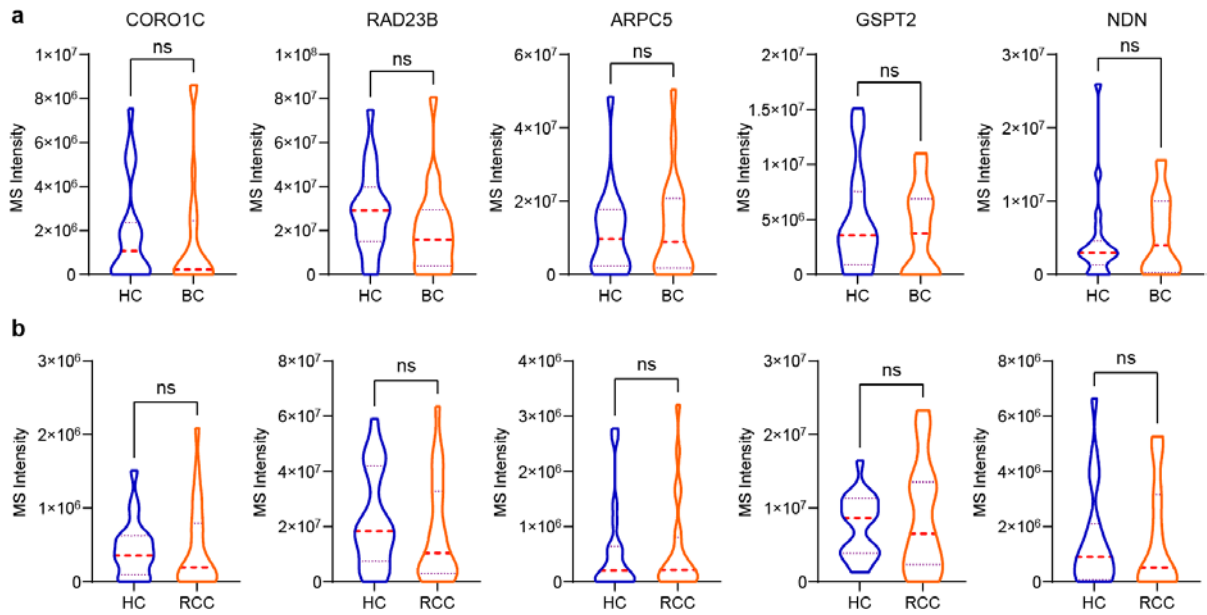 a
CORO1C RAD23B ARPC5 GSPT2 NDN
MS Intensity
1×10⁷
8×10⁶
6×10⁶
4×10⁶
2×10⁶
0
ns
HC BC
MS Intensity
1×10⁸
8×10⁷
6×10⁷
4×10⁷
2×10⁷
0
ns
HC BC
MS Intensity
6×10⁷
4×10⁷
2×10⁷
0
ns
HC BC
MS Intensity
2×10⁷
1.5×10⁷
1×10⁷
5×10⁶
0
ns
HC BC
MS Intensity
3×10⁷
2×10⁷
1×10⁷
0
ns
HC BC
b
MS Intensity
3×10⁶
2×10⁶
1×10⁶
0
ns
HC RCC
MS Intensity
8×10⁷
6×10⁷
4×10⁷
2×10⁷
0
ns
HC RCC
MS Intensity
4×10⁶
3×10⁶
2×10⁶
1×10⁶
0
ns
HC RCC
MS Intensity
3×10⁷
2×10⁷
1×10⁷
0
ns
HC RCC
MS Intensity
8×10⁶
6×10⁶
4×10⁶
2×10⁶
0
ns
HC RCC